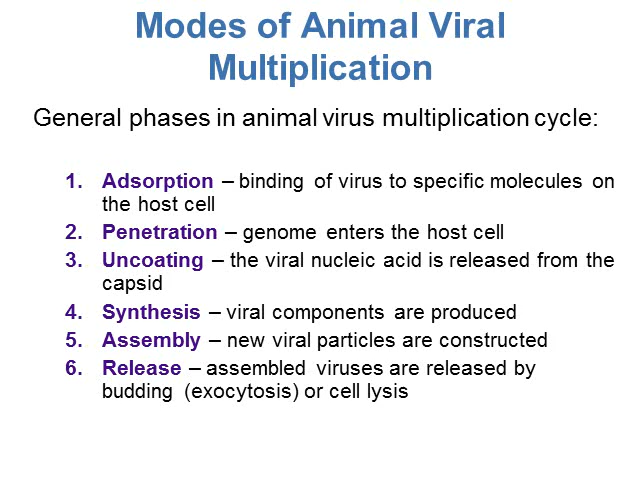 Modes of Animal Viral
Multiplication
General phases in animal virus multiplication cycle:
1. Adsorption – binding of virus to specific molecules on
the host cell
2. Penetration – genome enters the host cell
3. Uncoating – the viral nucleic acid is released from the
capsid
4. Synthesis – viral components are produced
5. Assembly – new viral particles are constructed
6. Release – assembled viruses are released by
budding (exocytosis) or cell lysis